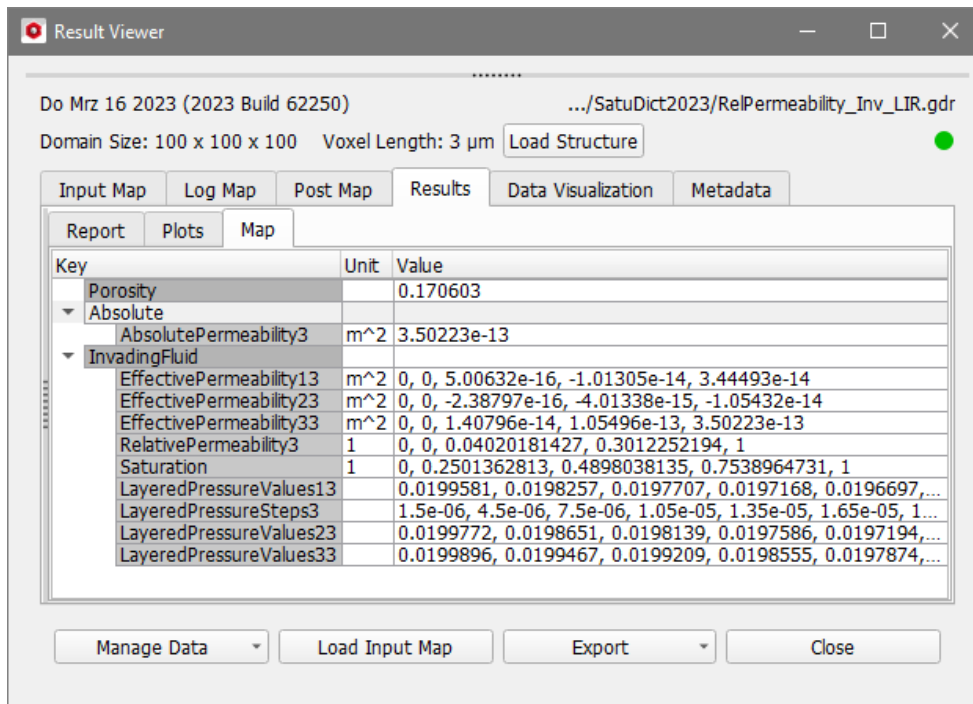 Result Viewer
Do Mrz 16 2023 (2023 Build 62250) .../SatuDict2023/RelPermeability_Inv_LIR.gdr
Domain Size: 100 x 100 x 100 Voxel Length: 3 µm Load Structure
Input Map Log Map Post Map Results Data Visualization Metadata
Report Plots Map
Key Unit Value
Porosity 0.170603
Absolute
AbsolutePermeability3 m^2 3.50223e-13
InvadingFluid
EffectivePermeability13 m^2 0, 0, 5.00632e-16, -1.01305e-14, 3.44493e-14
EffectivePermeability23 m^2 0, 0, -2.38797e-16, -4.01338e-15, -1.05432e-14
EffectivePermeability33 m^2 0, 0, 1.40796e-14, 1.05496e-13, 3.50223e-13
RelativePermeability3 1 0, 0, 0.04020181427, 0.3012252194, 1
Saturation 1 0, 0.2501362813, 0.4898038135, 0.7538964731, 1
LayeredPressureValues13 0.0199581, 0.0198257, 0.0197707, 0.0197168, 0.0196697,...
LayeredPressureSteps3 1.5e-06, 4.5e-06, 7.5e-06, 1.05e-05, 1.35e-05, 1.65e-05, 1...
LayeredPressureValues23 0.0199772, 0.0198651, 0.0198139, 0.0197586, 0.0197194,...
LayeredPressureValues33 0.0199896, 0.0199467, 0.0199209, 0.0198555, 0.0197874,...
Manage Data Load Input Map Export Close